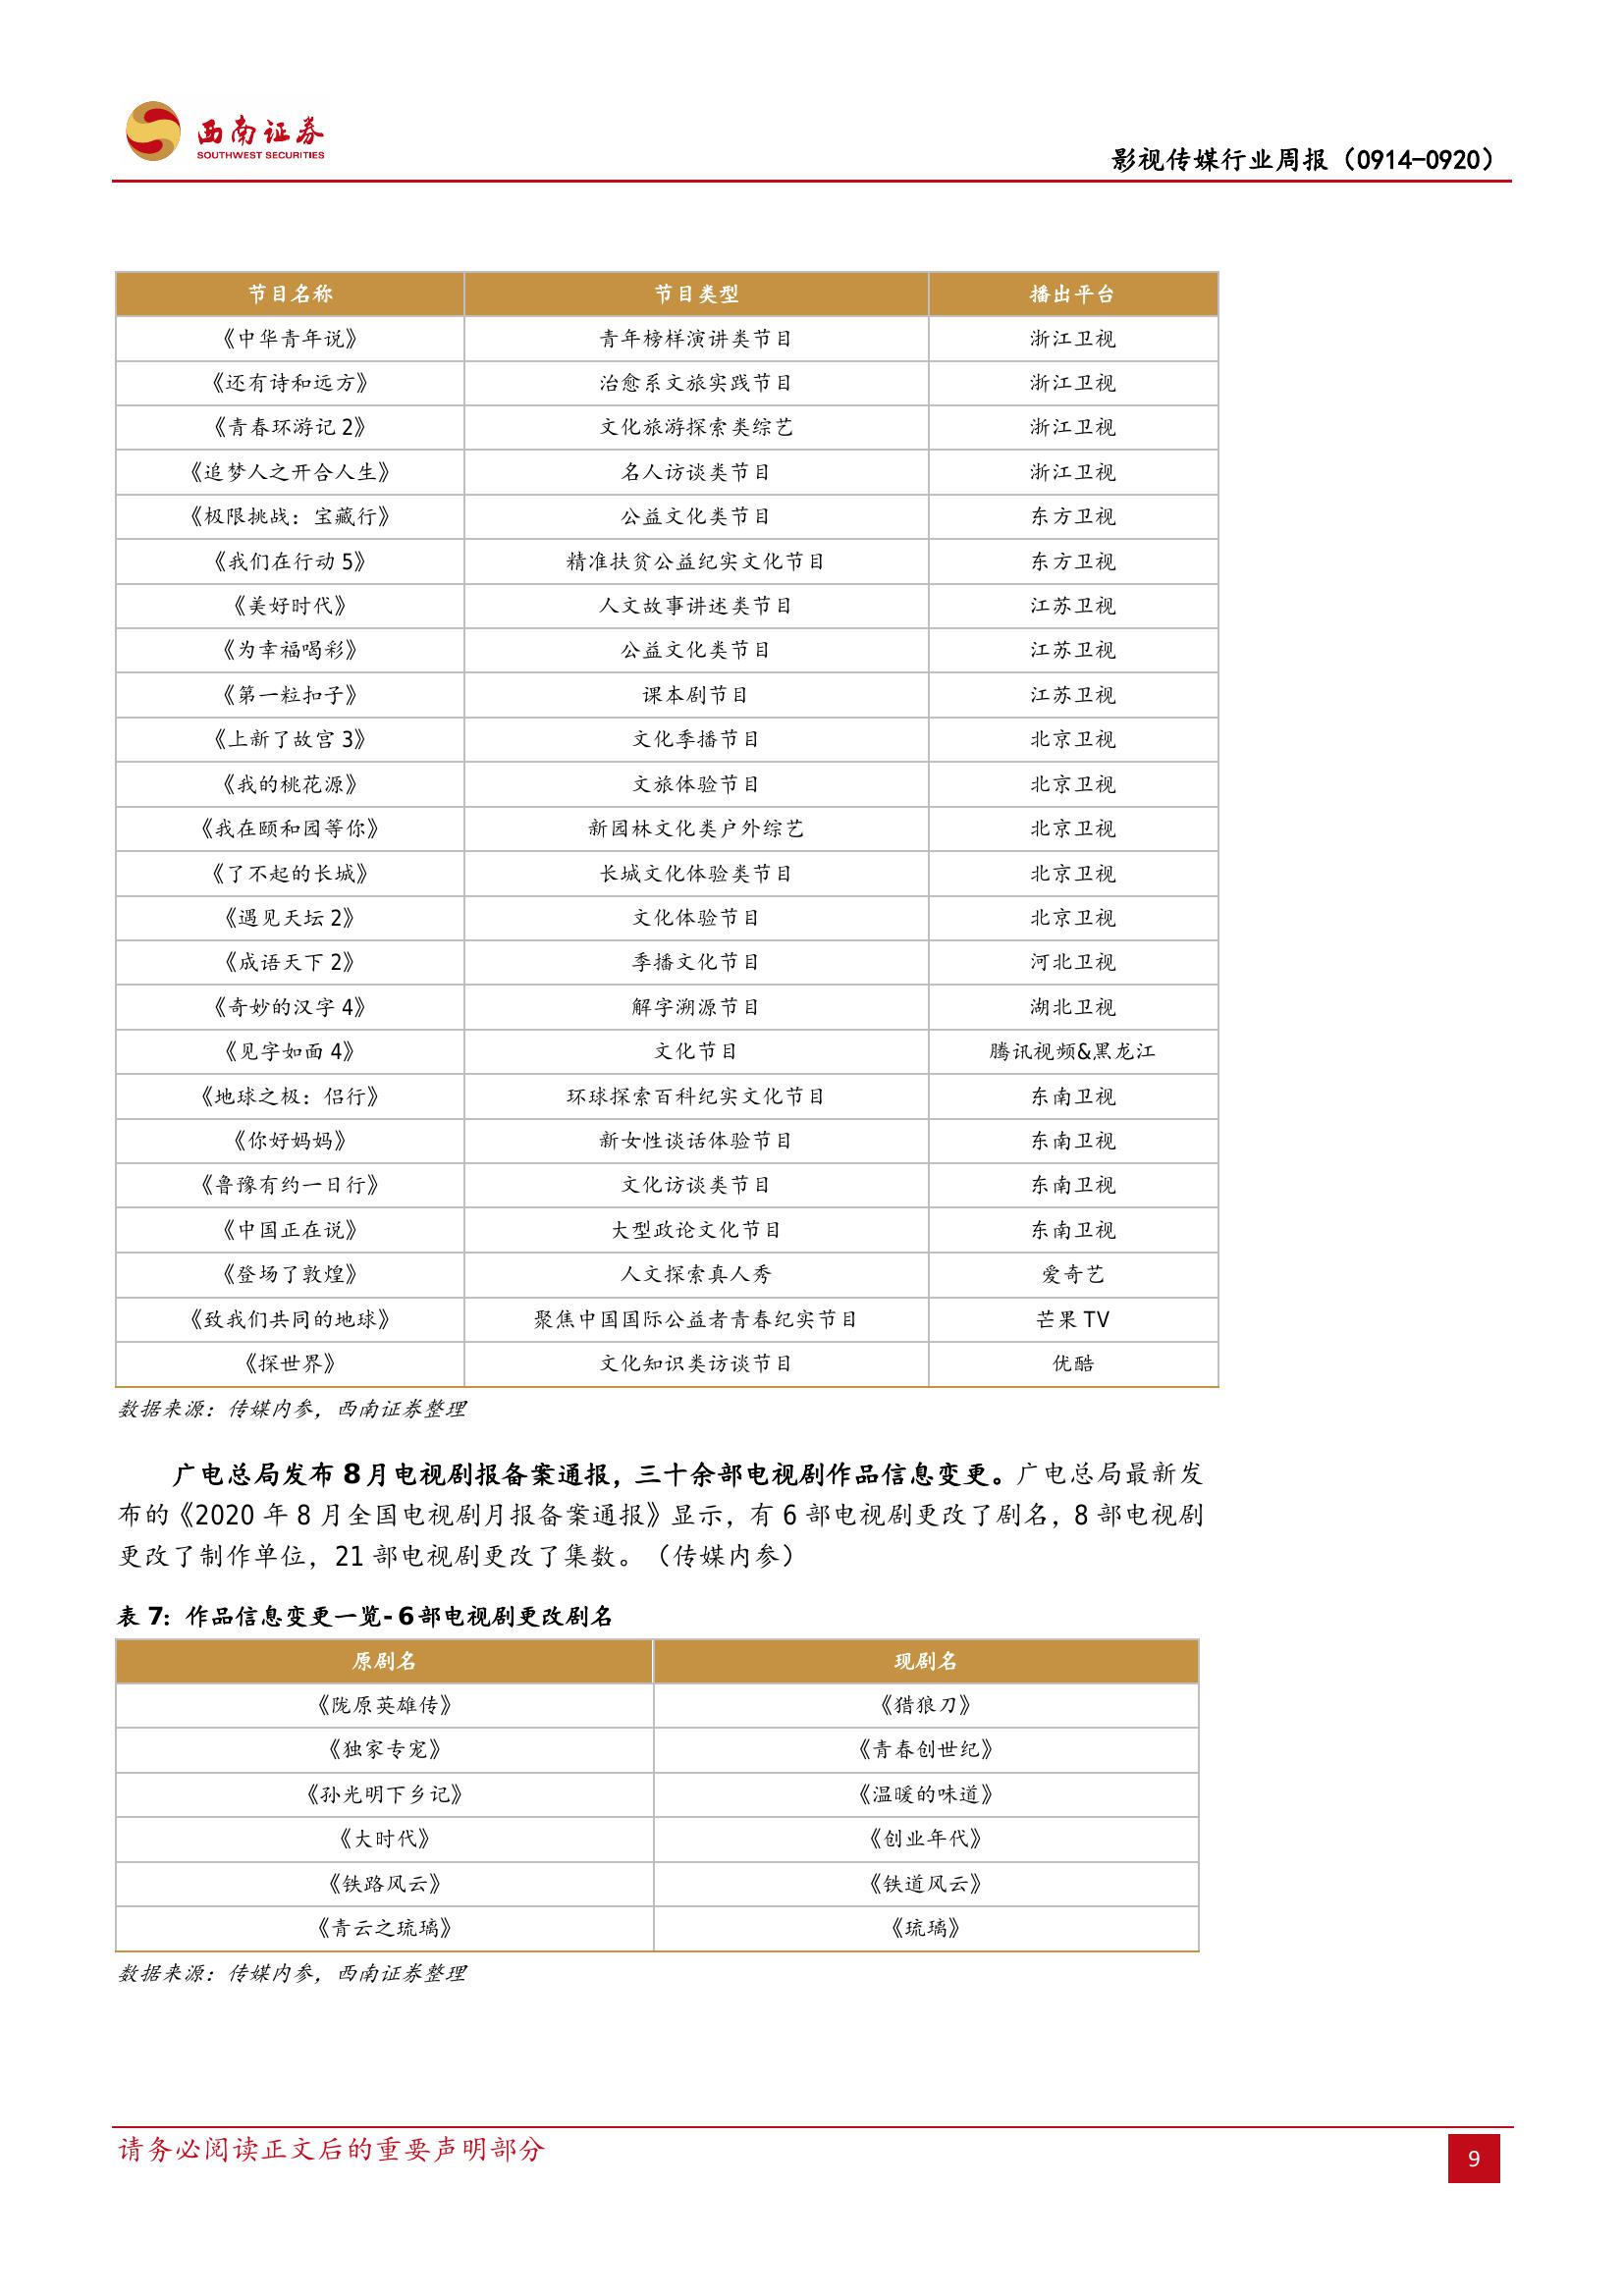 西南证券
SOUTHWEST SECURITIES
影视传媒行业周报（0914-0920）
节目名称 节目类型 播出平台
《中华青年说》 青年榜样演讲类节目 浙江卫视
《还有诗和远方》 治愈系文旅实践节目 浙江卫视
《青春环游记 2》 文化旅游探索类综艺 浙江卫视
《追梦人之开合人生》 名人访谈类节目 浙江卫视
《极限挑战：宝藏行》 公益文化类节目 东方卫视
《我们在行动 5》 精准扶贫公益纪实文化节目 东方卫视
《美好时代》 人文故事讲述类节目 江苏卫视
《为幸福喝彩》 公益文化类节目 江苏卫视
《第一粒扣子》 课本剧节目 江苏卫视
《上新了故宫 3》 文化季播节目 北京卫视
《我的桃花源》 文旅体验节目 北京卫视
《我在颐和园等你》 新园林文化类户外综艺 北京卫视
《了不起的长城》 长城文化体验类节目 北京卫视
《遇见天坛 2》 文化体验节目 北京卫视
《成语天下 2》 季播文化节目 河北卫视
《奇妙的汉字 4》 解字溯源节目 湖北卫视
《见字如面 4》 文化节目 腾讯视频&黑龙江
《地球之极：侣行》 环球探索百科纪实文化节目 东南卫视
《你好妈妈》 新女性谈话体验节目 东南卫视
《鲁豫有约一日行》 文化访谈类节目 东南卫视
《中国正在说》 大型政论文化节目 东南卫视
《登场了敦煌》 人文探索真人秀 爱奇艺
《致我们共同的地球》 聚焦中国国际公益者青春纪实节目 芒果 TV
《探世界》 文化知识类访谈节目 优酷
数据来源：传媒内参，西南证券整理
广电总局发布 8 月电视剧报备案通报，三十余部电视剧作品信息变更。广电总局最新发
布的《2020 年 8 月全国电视剧月报备案通报》显示，有 6 部电视剧更改了剧名，8 部电视剧
更改了制作单位，21 部电视剧更改了集数。（传媒内参）
表 7：作品信息变更一览- 6 部电视剧更改剧名
原剧名 现剧名
《陇原英雄传》 《猎狼刀》
《独家专宠》 《青春创世纪》
《孙光明下乡记》 《温暖的味道》
《大时代》 《创业年代》
《铁路风云》 《铁道风云》
《青云之琉璃》 《琉璃》
数据来源：传媒内参，西南证券整理
请务必阅读正文后的重要声明部分
9